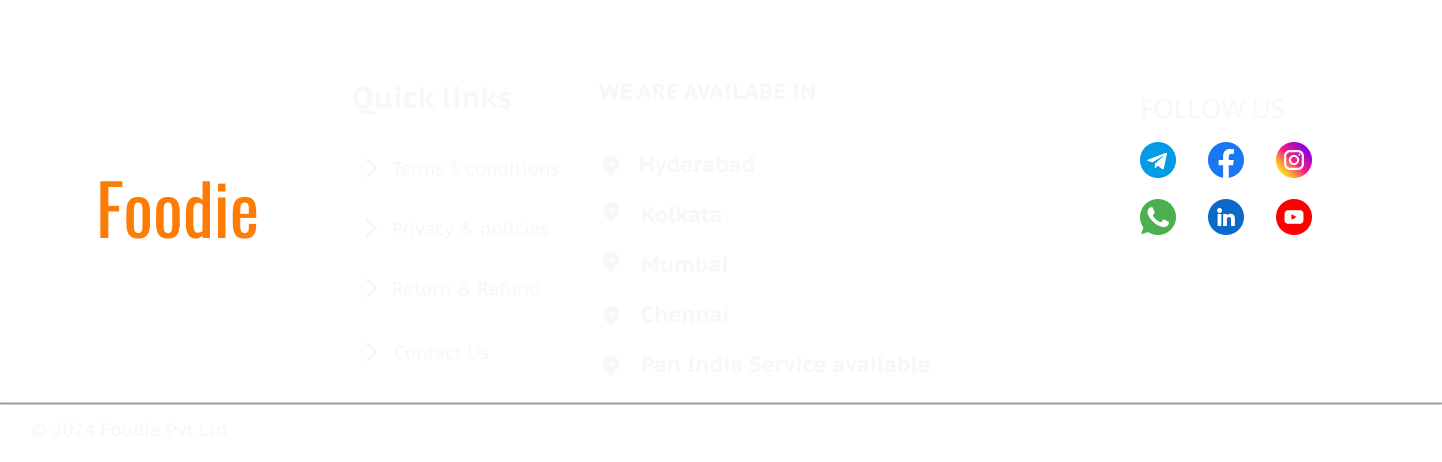 Foodie
Quick links
Terms $ conditions
Privacy & policies
Return & Refund
Contact Us
WE ARE AVAILABE IN
Hyderabad
Kolkata
Mumbai
Chennai
Pan India Service available
FOLLOW US
© 2024 Foodie Pvt Ltd